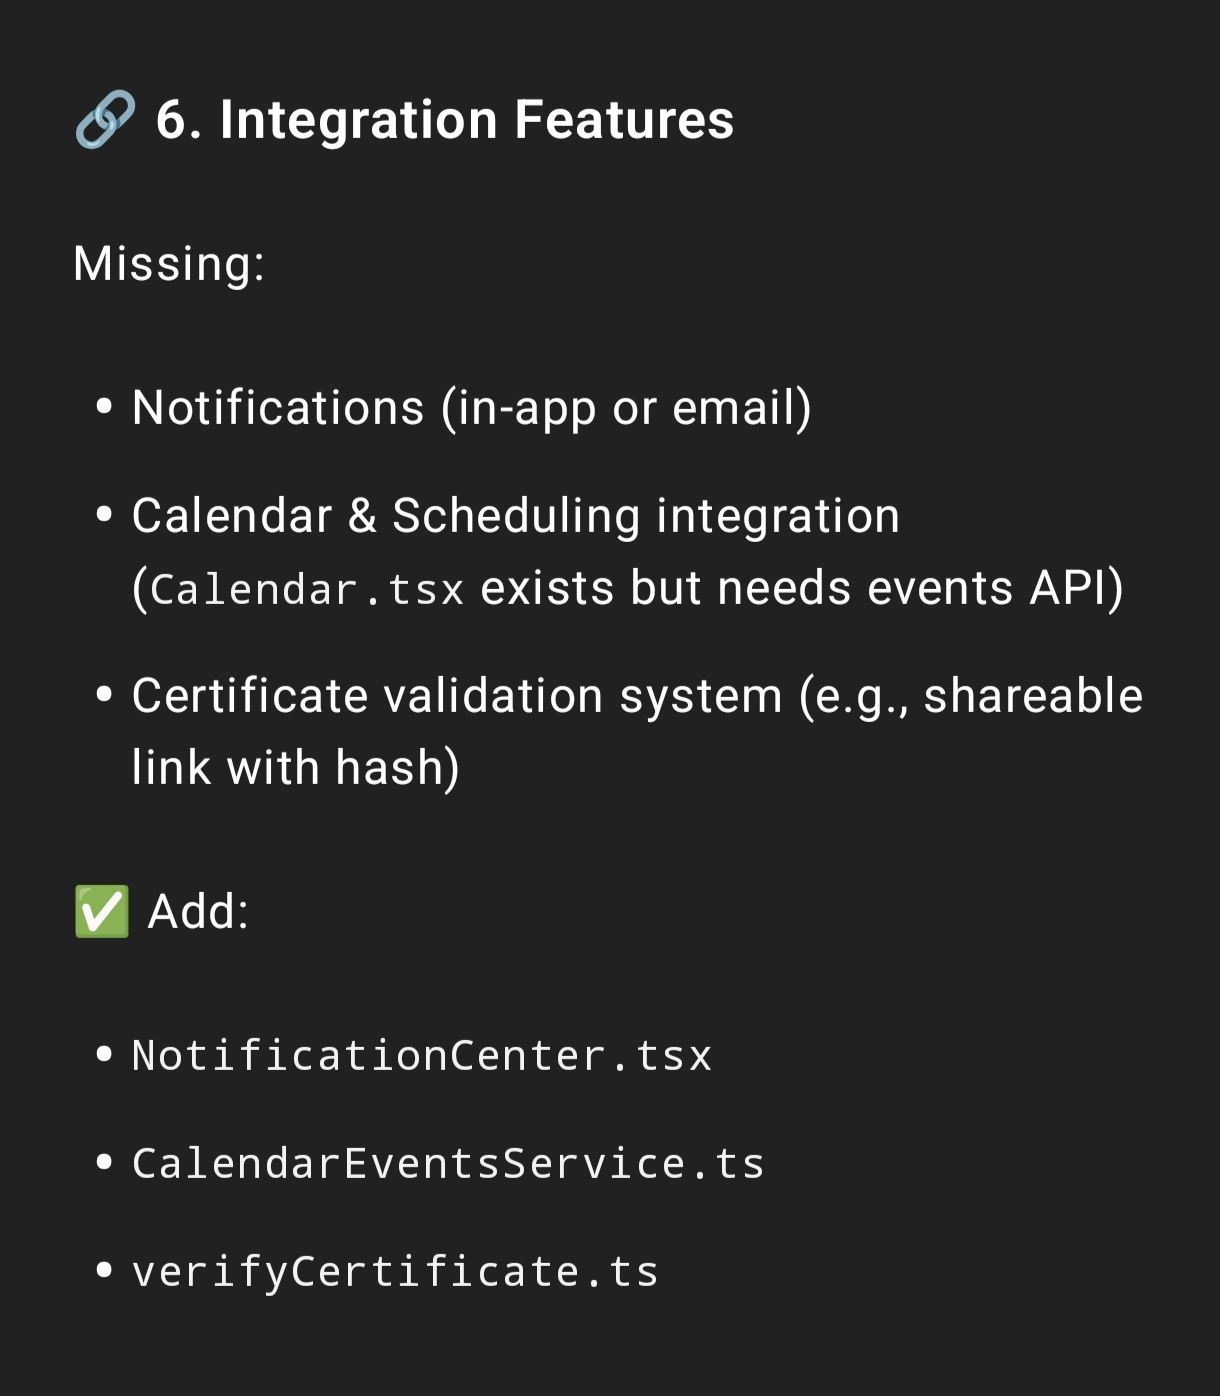 🔗 6. Integration Features
Missing:
• Notifications (in-app or email)
• Calendar & Scheduling integration
(Calendar.tsx exists but needs events API)
• Certificate validation system (e.g., shareable
link with hash)
✅ Add:
• NotificationCenter.tsx
• CalendarEventsService.ts
• verifyCertificate.ts